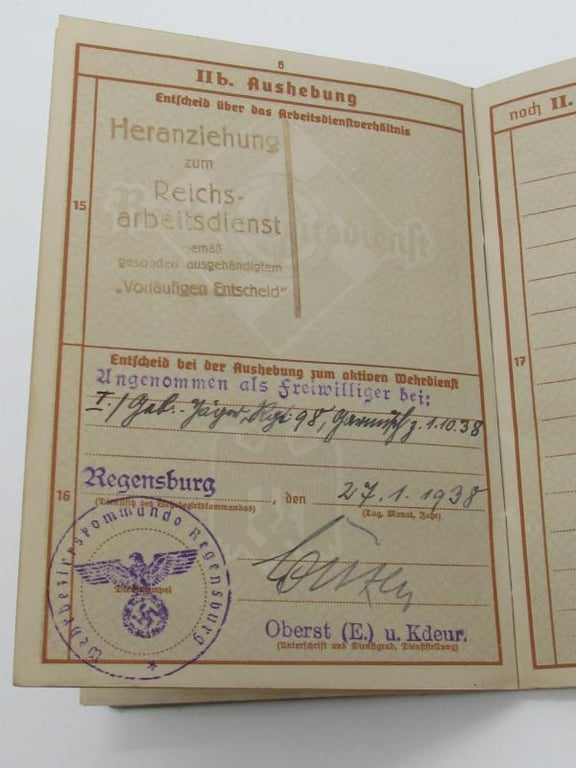 6
IIb. Aushebung
Entscheid über das Arbeitsdienstverhältnis
15
Heranziehung
zum
Reichs-
arbeitsdienst
gemäß
gesondert ausgehändigtem
„Vorläufigen Entscheid“
Entscheid bei der Aushebung zum aktiven Wehrdienst
Angenommen als Freiwilliger bei:
I./Geb.-Jäger Rgt 98, Garmisch z. 1.10.38
16
Regensburg, den 27.1.1938
(Dienstsitz des Wehrbezirkskommandos)
(Tag, Monat, Jahr)
Wehrbezirkskommando Regensburg
Dienststempel
Oberst (E.) u. Kdeur.
(Unterschrift und Dienstgrad, Dienststellung)
noch II.
17